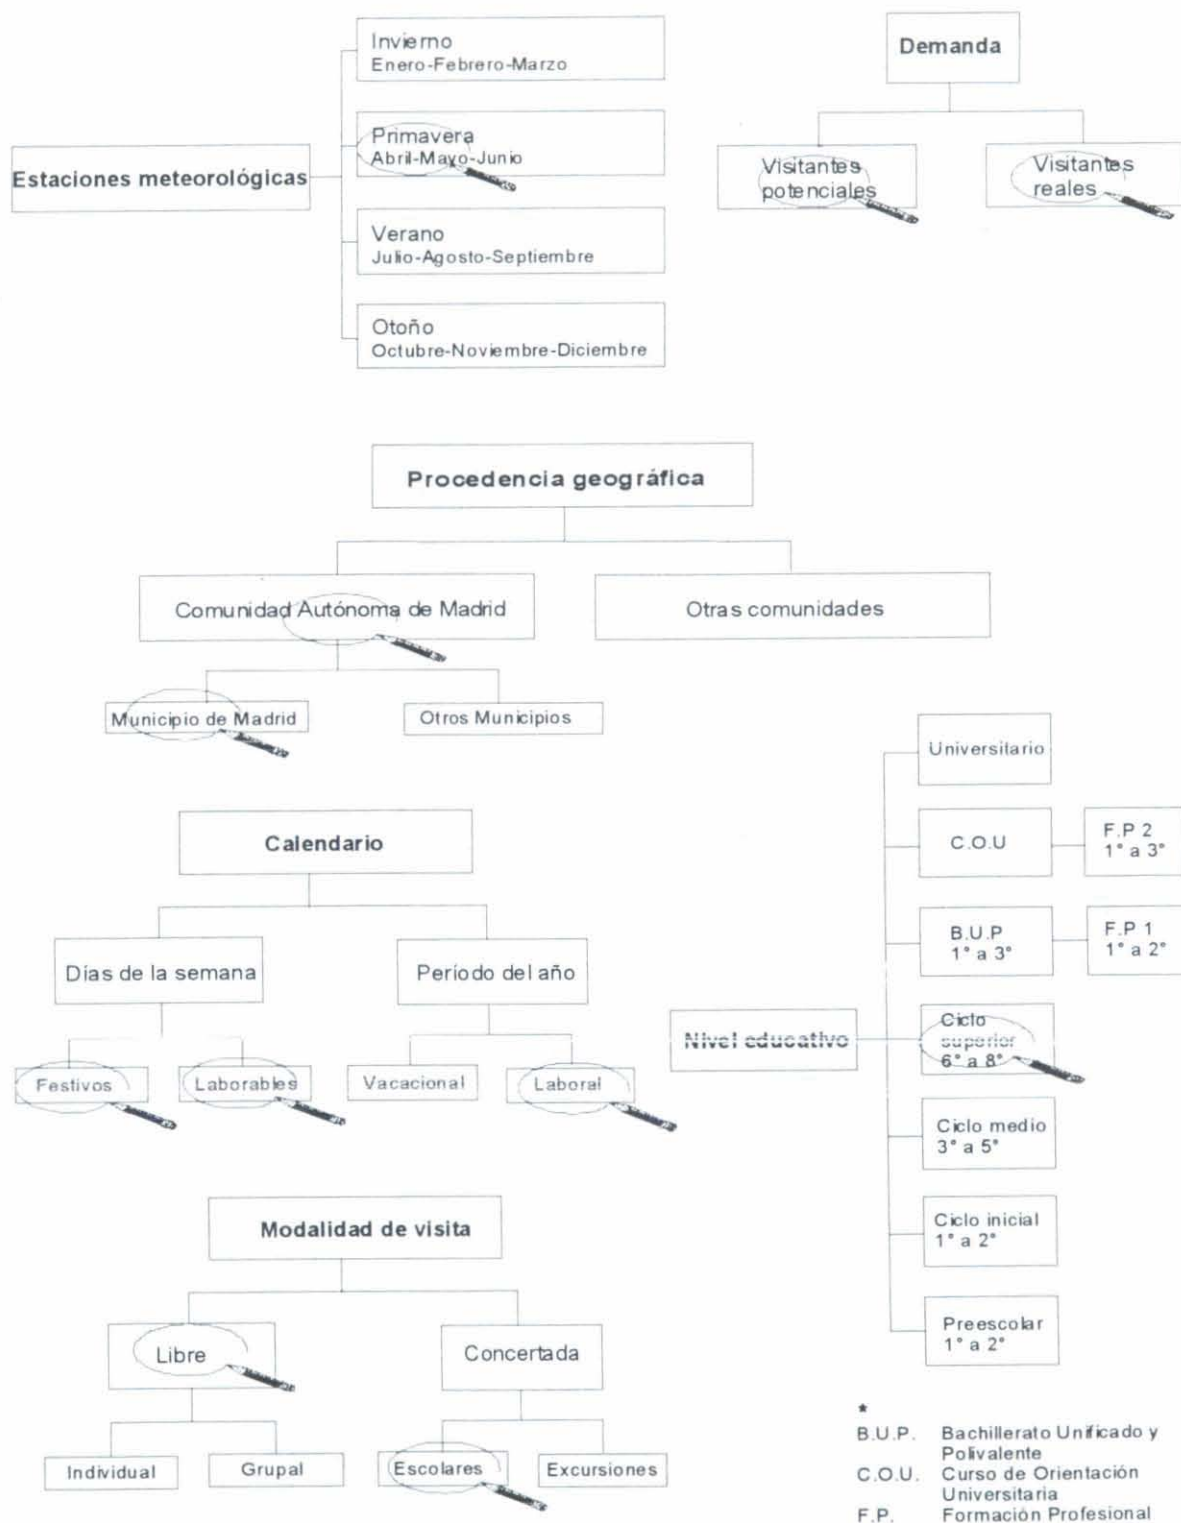 Invierno
Enero-Febrero-Marzo
Primavera
Abril-Mayo-Junio
Estaciones meteorológicas
Verano
Julio-Agosto-Septiembre
Otoño
Octubre-Noviembre-Diciembre
Demanda
Visitantes
potenciales
Visitantes
reales
Procedencia geográfica
Comunidad Autónoma de Madrid
Otras comunidades
Municipio de Madrid
Otros Municipios
Calendario
Días de la semana
Período del año
Festivos
Laborables
Vacacional
Laboral
Modalidad de visita
Libre
Concertada
Individual
Grupal
Escolares
Excursiones
Nivel educativo
Universitario
C.O.U
F.P 2
1° a 3°
B.U.P
1° a 3°
F.P 1
1° a 2°
Ciclo
superior
6° a 8°
Ciclo medio
3° a 5°
Ciclo inicial
1° a 2°
Preescolar
1° a 2°
*
B.U.P. Bachillerato Unificado y
Polivalente
C.O.U. Curso de Orientación
Universitaria
F.P. Formación Profesional